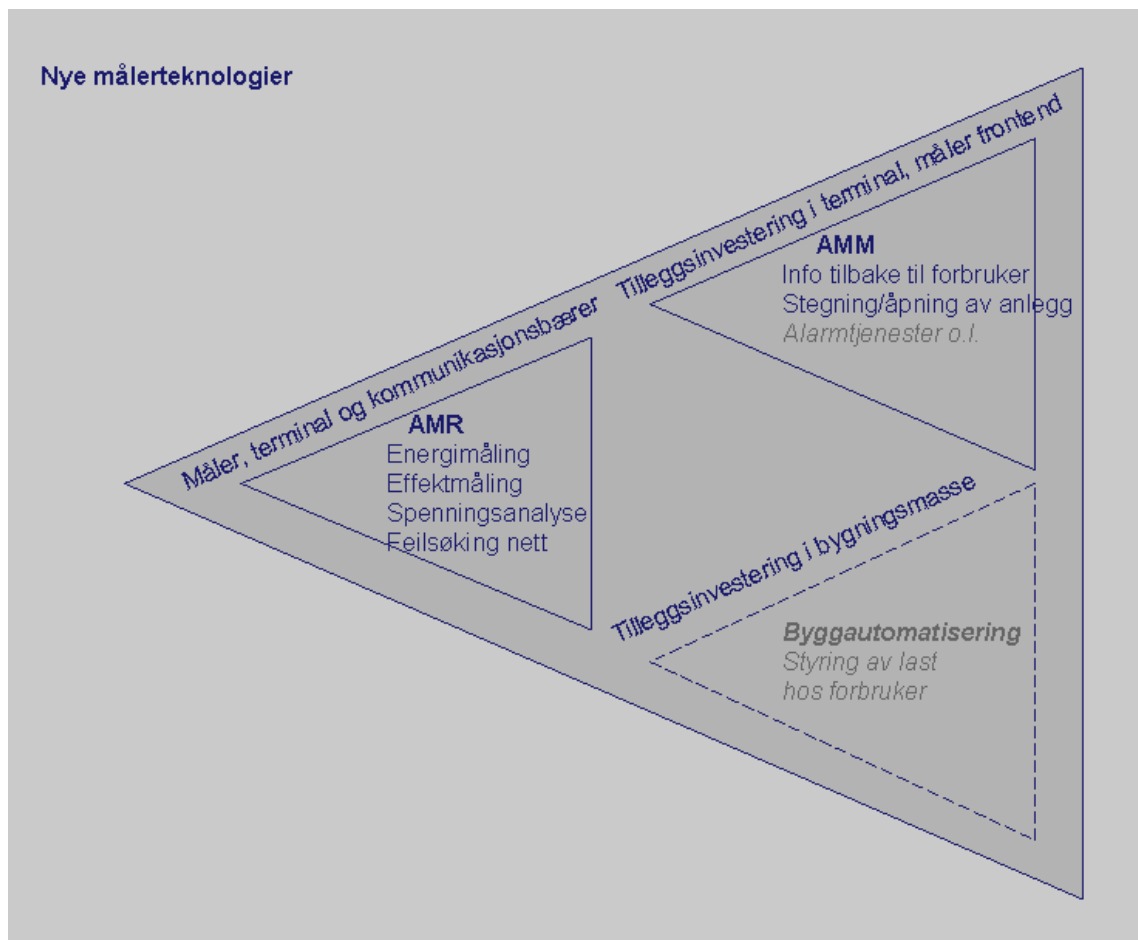 Nye målerteknologier
Måler, terminal og kommunikasjonsbærer
Tilleggsinvestering i terminal, måler frontend
AMM
Info tilbake til forbruker
Stegning/åpning av anlegg
Alarmtjenester o.l.
AMR
Energimåling
Effektmåling
Spenningsanalyse
Feilsøking nett
Tilleggsinvestering i bygningsmasse
Byggautomatisering
Styring av last
hos forbruker